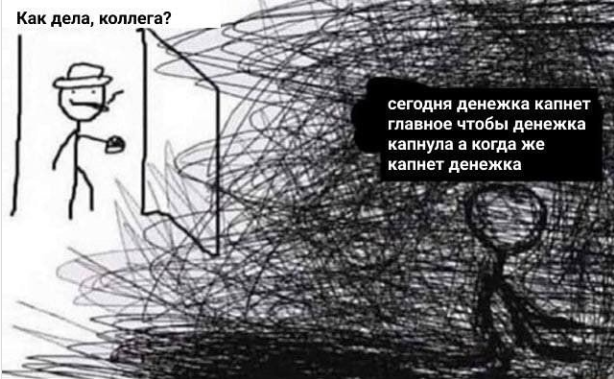 Как дела, коллега?
сегодня денежка капнет
главное чтобы денежка
капнула а когда же
капнет денежка